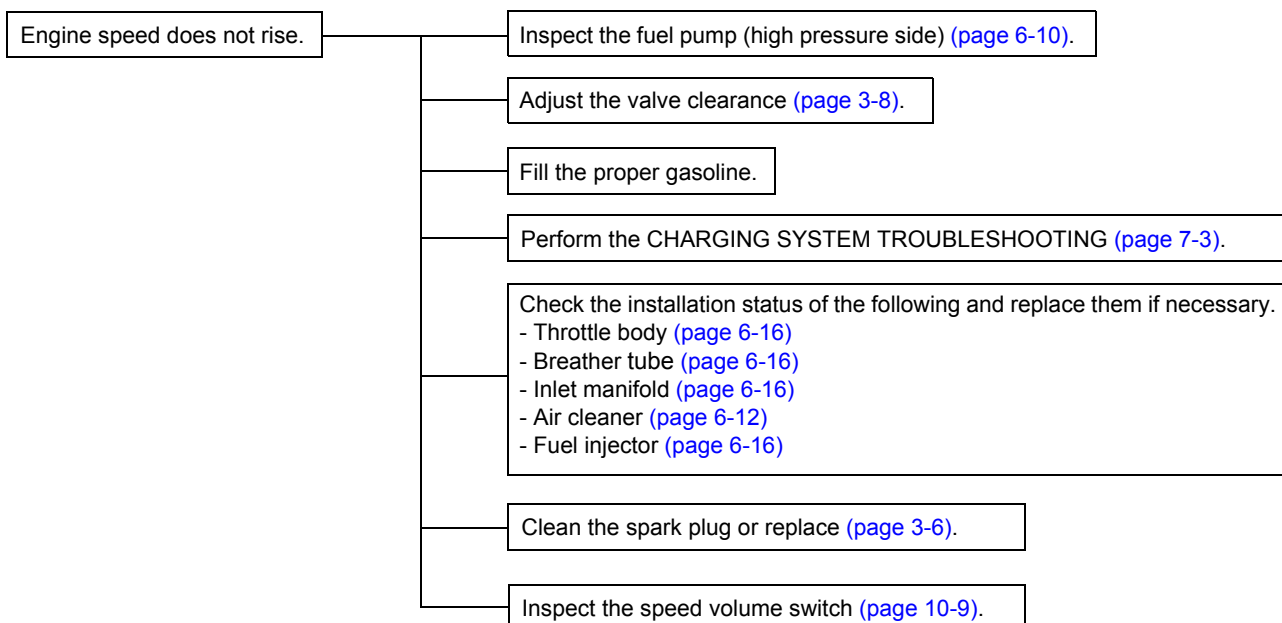 Engine speed does not rise.
Inspect the fuel pump (high pressure side) (page 6-10).
Adjust the valve clearance (page 3-8).
Fill the proper gasoline.
Perform the CHARGING SYSTEM TROUBLESHOOTING (page 7-3).
Check the installation status of the following and replace them if necessary.
- Throttle body (page 6-16)
- Breather tube (page 6-16)
- Inlet manifold (page 6-16)
- Air cleaner (page 6-12)
- Fuel injector (page 6-16)
Clean the spark plug or replace (page 3-6).
Inspect the speed volume switch (page 10-9).